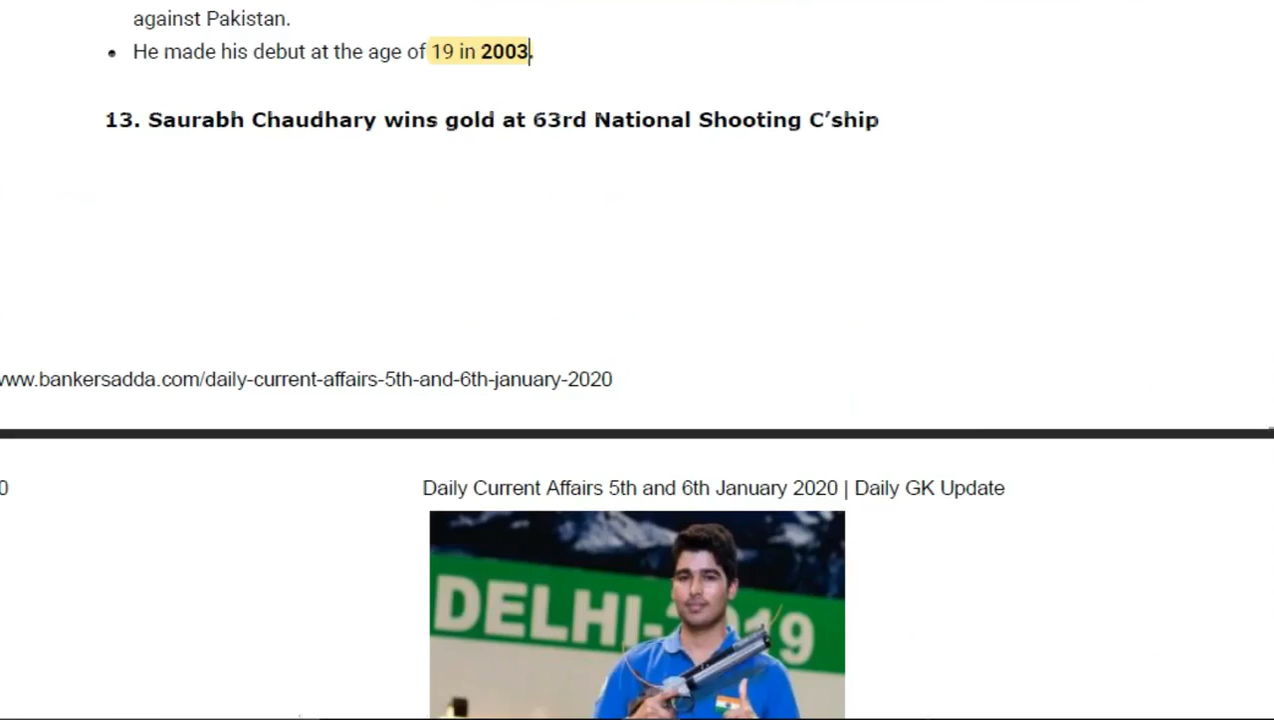 against Pakistan.
• He made his debut at the age of 19 in 2003.
13. Saurabh Chaudhary wins gold at 63rd National Shooting C’ship
www.bankersadda.com/daily-current-affairs-5th-and-6th-january-2020
0 Daily Current Affairs 5th and 6th January 2020 | Daily GK Update
DELHI-2019